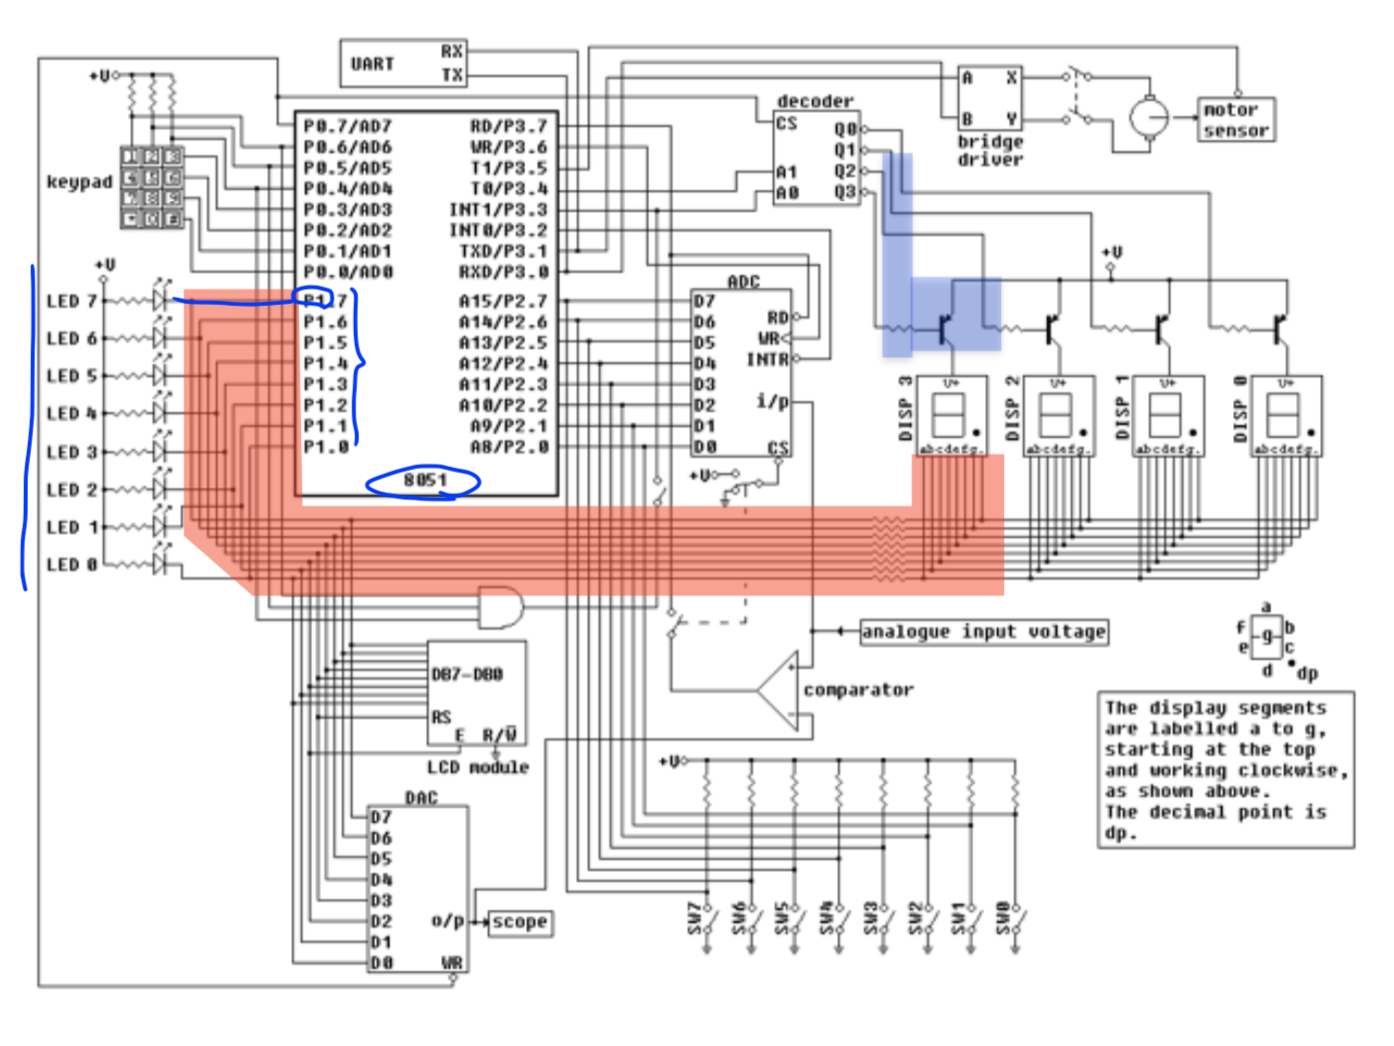 UART
RX
TX
+V
keypad
1 2 3
4 5 6
7 8 9
* 0 #
P0.7/AD7
P0.6/AD6
P0.5/AD5
P0.4/AD4
P0.3/AD3
P0.2/AD2
P0.1/AD1
P0.0/AD0
P1.7
P1.6
P1.5
P1.4
P1.3
P1.2
P1.1
P1.0
RD/P3.7
WR/P3.6
T1/P3.5
T0/P3.4
INT1/P3.3
INT0/P3.2
TXD/P3.1
RXD/P3.0
A15/P2.7
A14/P2.6
A13/P2.5
A12/P2.4
A11/P2.3
A10/P2.2
A9/P2.1
A8/P2.0
8051
+V
LED 7
LED 6
LED 5
LED 4
LED 3
LED 2
LED 1
LED 0
decoder
CS
A1
A0
Q0
Q1
Q2
Q3
A X
B Y
bridge
driver
motor
sensor
ADC
D7
D6
D5
D4
D3
D2
D1
D0
RD
WR
INTR
i/p
CS
+V
+V
DISP 3
V+
abcdefg.
DISP 2
V+
abcdefg.
DISP 1
V+
abcdefg.
DISP 0
V+
abcdefg.
analogue input voltage
+
-
comparator
DB7-DB0
RS
E R/W̅
LCD module
DAC
D7
D6
D5
D4
D3
D2
D1
D0
o/p
WR
scope
+V
SW7
SW6
SW5
SW4
SW3
SW2
SW1
SW0
a
f b
g
e c
d dp
The display segments
are labelled a to g,
starting at the top
and working clockwise,
as shown above.
The decimal point is
dp.